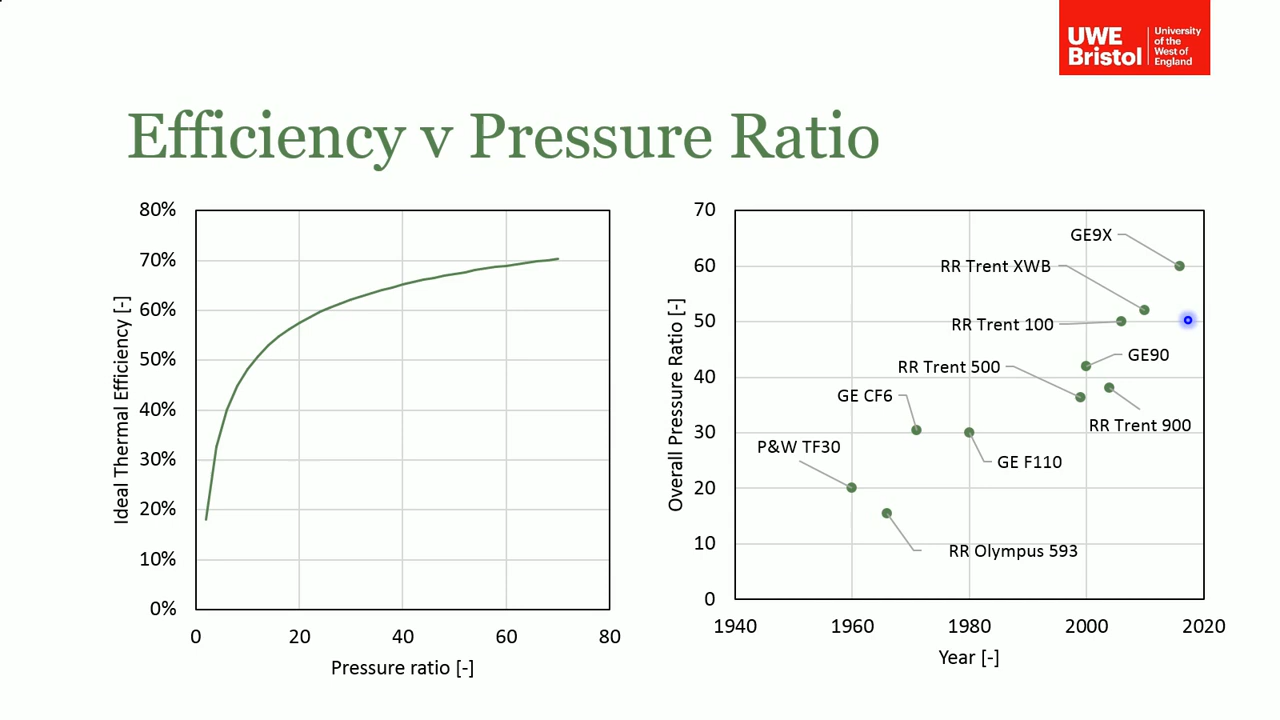 UWE
Bristol
University
of the
West of
England
Efficiency v Pressure Ratio
80%
70%
60%
50%
40%
30%
20%
10%
0%
0
20
40
60
80
Ideal Thermal Efficiency [-]
Pressure ratio [-]
70
60
50
40
30
20
10
0
1940
1960
1980
2000
2020
Overall Pressure Ratio [-]
Year [-]
GE9X
RR Trent XWB
RR Trent 100
GE90
RR Trent 500
GE CF6
RR Trent 900
P&W TF30
GE F110
RR Olympus 593